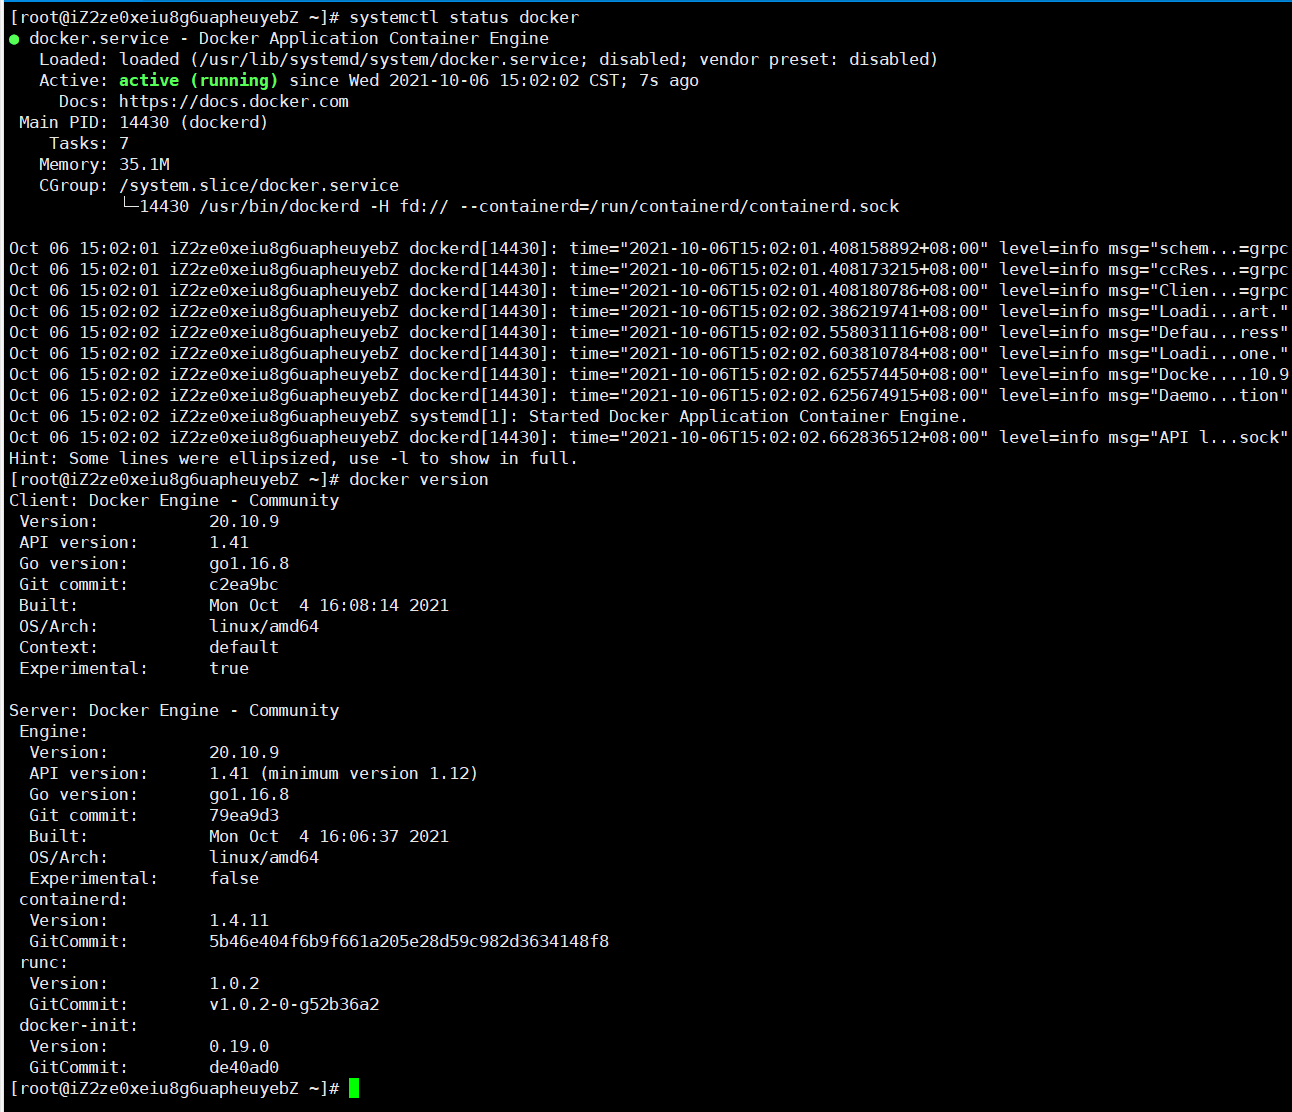 [root@iZ2ze0xeiu8g6uapheuyebZ ~]# systemctl status docker
● docker.service - Docker Application Container Engine
   Loaded: loaded (/usr/lib/systemd/system/docker.service; disabled; vendor preset: disabled)
   Active: active (running) since Wed 2021-10-06 15:02:02 CST; 7s ago
     Docs: https://docs.docker.com
 Main PID: 14430 (dockerd)
    Tasks: 7
   Memory: 35.1M
   CGroup: /system.slice/docker.service
           └─14430 /usr/bin/dockerd -H fd:// --containerd=/run/containerd/containerd.sock

Oct 06 15:02:01 iZ2ze0xeiu8g6uapheuyebZ dockerd[14430]: time="2021-10-06T15:02:01.408158892+08:00" level=info msg="schem...=grpc
Oct 06 15:02:01 iZ2ze0xeiu8g6uapheuyebZ dockerd[14430]: time="2021-10-06T15:02:01.408173215+08:00" level=info msg="ccRes...=grpc
Oct 06 15:02:01 iZ2ze0xeiu8g6uapheuyebZ dockerd[14430]: time="2021-10-06T15:02:01.408180786+08:00" level=info msg="Clien...=grpc
Oct 06 15:02:02 iZ2ze0xeiu8g6uapheuyebZ dockerd[14430]: time="2021-10-06T15:02:02.386219741+08:00" level=info msg="Loadi...art."
Oct 06 15:02:02 iZ2ze0xeiu8g6uapheuyebZ dockerd[14430]: time="2021-10-06T15:02:02.558031116+08:00" level=info msg="Defau...ress"
Oct 06 15:02:02 iZ2ze0xeiu8g6uapheuyebZ dockerd[14430]: time="2021-10-06T15:02:02.603810784+08:00" level=info msg="Loadi...one."
Oct 06 15:02:02 iZ2ze0xeiu8g6uapheuyebZ dockerd[14430]: time="2021-10-06T15:02:02.625574450+08:00" level=info msg="Docke....10.9
Oct 06 15:02:02 iZ2ze0xeiu8g6uapheuyebZ dockerd[14430]: time="2021-10-06T15:02:02.625674915+08:00" level=info msg="Daemo...tion"
Oct 06 15:02:02 iZ2ze0xeiu8g6uapheuyebZ systemd[1]: Started Docker Application Container Engine.
Oct 06 15:02:02 iZ2ze0xeiu8g6uapheuyebZ dockerd[14430]: time="2021-10-06T15:02:02.662836512+08:00" level=info msg="API l...sock"
Hint: Some lines were ellipsized, use -l to show in full.
[root@iZ2ze0xeiu8g6uapheuyebZ ~]# docker version
Client: Docker Engine - Community
 Version:           20.10.9
 API version:       1.41
 Go version:        go1.16.8
 Git commit:        c2ea9bc
 Built:             Mon Oct  4 16:08:14 2021
 OS/Arch:           linux/amd64
 Context:           default
 Experimental:      true

Server: Docker Engine - Community
 Engine:
  Version:          20.10.9
  API version:      1.41 (minimum version 1.12)
  Go version:       go1.16.8
  Git commit:       79ea9d3
  Built:            Mon Oct  4 16:06:37 2021
  OS/Arch:          linux/amd64
  Experimental:     false
 containerd:
  Version:          1.4.11
  GitCommit:        5b46e404f6b9f661a205e28d59c982d3634148f8
 runc:
  Version:          1.0.2
  GitCommit:        v1.0.2-0-g52b36a2
 docker-init:
  Version:          0.19.0
  GitCommit:        de40ad0
[root@iZ2ze0xeiu8g6uapheuyebZ ~]#